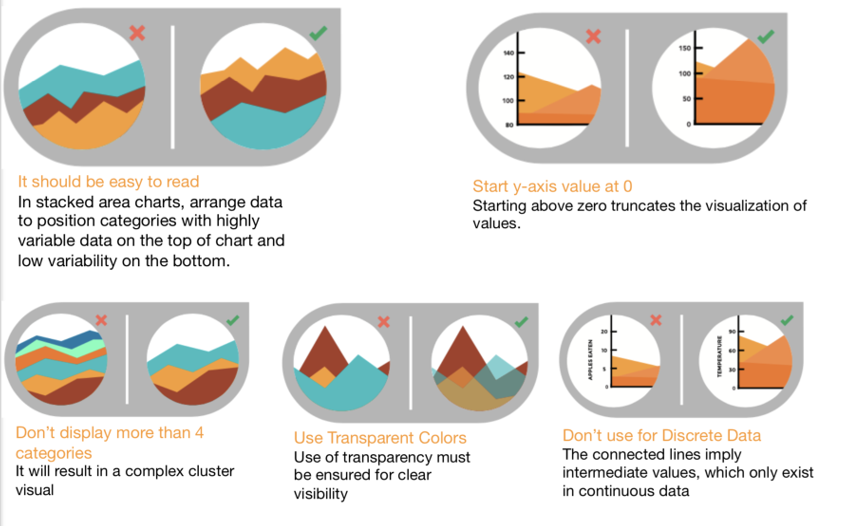 It should be easy to read
In stacked area charts, arrange data
to position categories with highly
variable data on the top of chart and
low variability on the bottom.
140
120
100
80
150
100
50
0
Start y-axis value at 0
Starting above zero truncates the visualization of
values.
Don't display more than 4
categories
It will result in a complex cluster
visual
Use Transparent Colors
Use of transparency must
be ensured for clear
visibility
APPLES EATEN
20
10
5
0
TEMPERATURE
90
60
30
0
Don't use for Discrete Data
The connected lines imply
intermediate values, which only exist
in continuous data